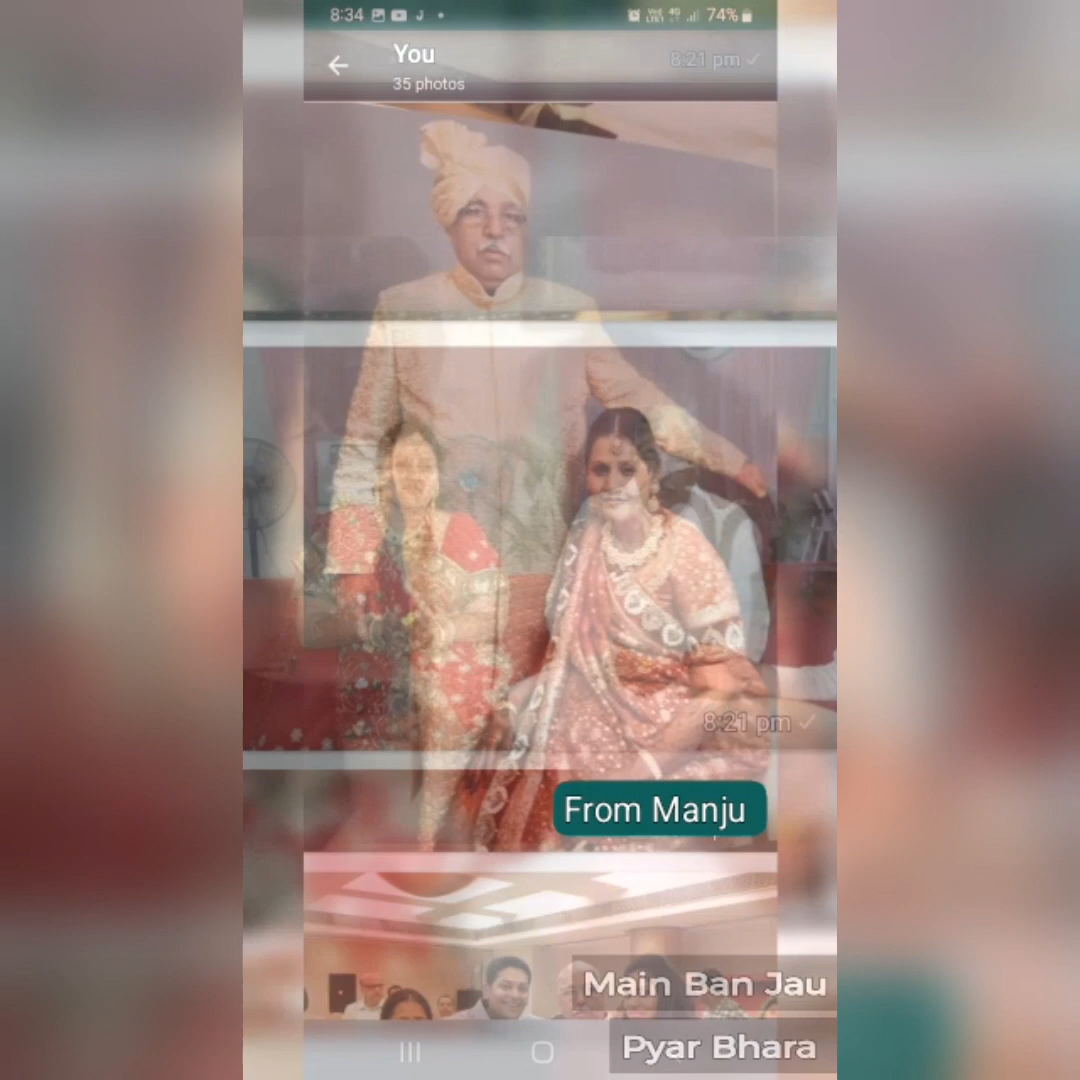 8:34 J 4G 74%
You
8:21 pm
35 photos
8:21 pm
From Manju
Main Ban Jau
Pyar Bhara